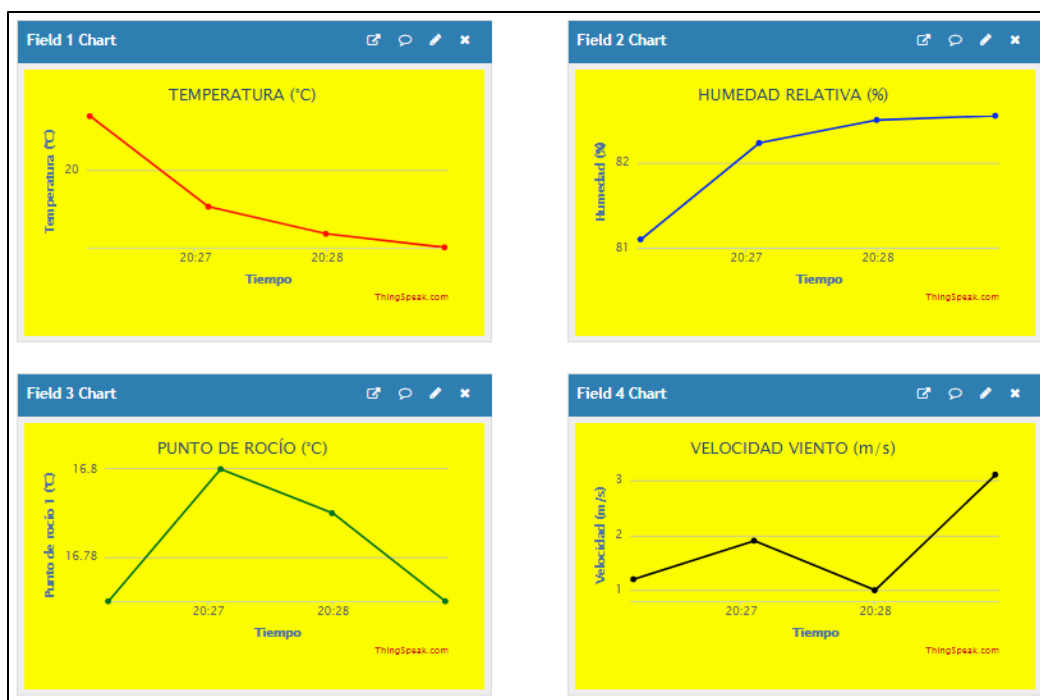 Field 1 Chart
TEMPERATURA (°C)
Temperatura (°C)
20
20:27
20:28
Tiempo
ThingSpeak.com
Field 2 Chart
HUMEDAD RELATIVA (%)
Humedad (%)
82
81
20:27
20:28
Tiempo
ThingSpeak.com
Field 3 Chart
PUNTO DE ROCÍO (°C)
Punto de rocío 1 (°C)
16.8
16.78
20:27
20:28
Tiempo
ThingSpeak.com
Field 4 Chart
VELOCIDAD VIENTO (m/s)
Velocidad (m/s)
3
2
1
20:27
20:28
Tiempo
ThingSpeak.com